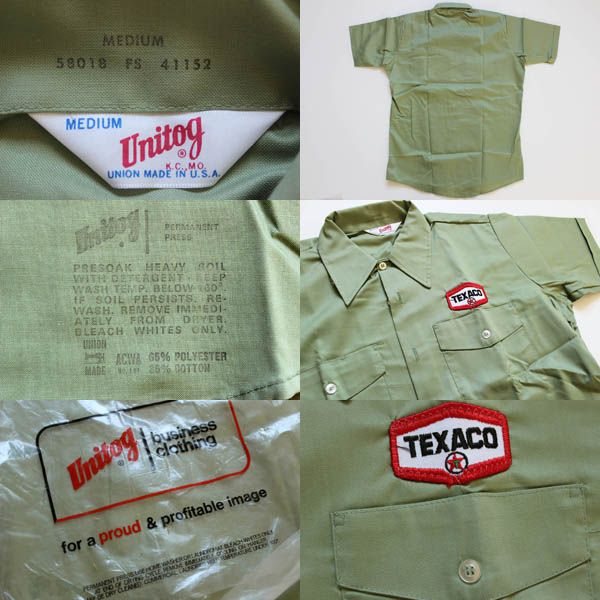 MEDIUM
58018 FS 41152
MEDIUM
Unitog
®
K.C., MO.
UNION MADE IN U.S.A.
Unitog
PERMANENT
PRESS
PRESOAK HEAVY SOIL
WITH DETERGENT. KEEP
WASH TEMP. BELOW
IF SOIL PERSISTS. RE-
WASH. REMOVE IMMEDI-
ATELY FROM DRYER.
BLEACH WHITES ONLY.
UNION
ACWA 65% POLYESTER
MADE 35% COTTON
TEXACO
Unitog
business
clothing
for a proud & profitable image
TEXACO